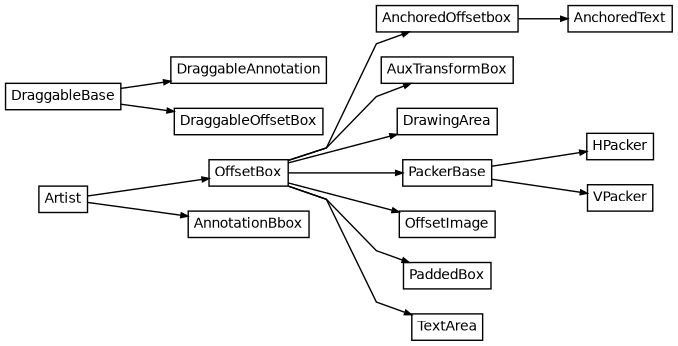 AnchoredOffsetbox
AnchoredText
DraggableAnnotation
AuxTransformBox
DraggableBase
DraggableOffsetBox
DrawingArea
HPacker
OffsetBox
PackerBase
Artist
VPacker
AnnotationBbox
OffsetImage
PaddedBox
TextArea